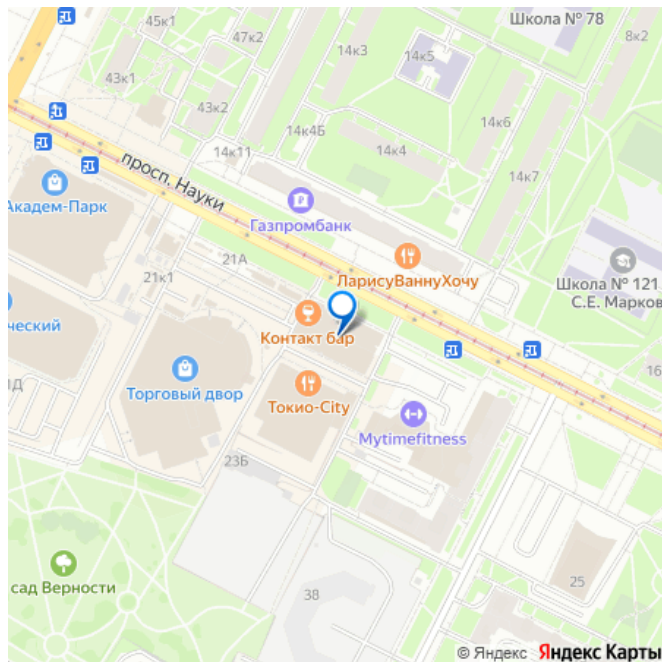 45к1
47к2
14к3
14к5
Школа № 78
8к2
43к1
43к2
14к4Б
14к6
14к11
14к4
14к7
просп. Науки
Академ-Парк
Газпромбанк
21А
21к1
ЛарисуВаннуХочу
Школа № 121
С.Е. Марков
ческий
Контакт бар
16
Торговый двор
Токио-City
Mytimefitness
23Б
сад Верности
38
25
© Яндекс Яндекс Карты